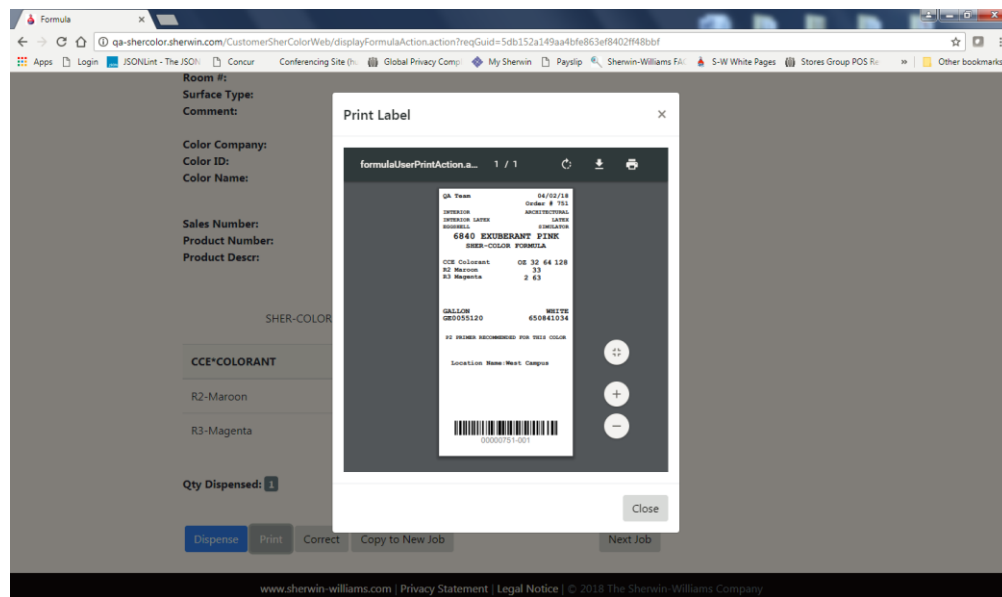 Formula
qa-shercolor.sherwin.com/CustomerSherColorWeb/displayFormulaAction.action?reqGuid=5db152a149aa4bfe863ef8402ff48bbf
Apps Login JSONLint - The JSON Concur Conferencing Site (h Global Privacy Comp My Sherwin Payslip Sherwin-Williams FA S-W White Pages Stores Group POS Re » Other bookmarks
Room #:
Surface Type:
Comment:
Color Company:
Color ID:
Color Name:
Sales Number:
Product Number:
Product Descr:
SHER-COLOR
CCE*COLORANT
R2-Maroon
R3-Magenta
Qty Dispensed: 1
Dispense Print Correct Copy to New Job Next Job
Print Label ×
formulaUserPrintAction.a... 1 / 1
QA Team 04/02/18
Order # 751
INTERIOR ARCHITECTURAL
INTERIOR LATEX LATEX
EGGSHELL SIMULATOR
6840 EXUBERANT PINK
SHER-COLOR FORMULA
CCE Colorant OZ 32 64 128
R2 Maroon 33
R3 Magenta 2 63
GALLON WHITE
GE0055120 650841034
P2 PRIMER RECOMMENDED FOR THIS COLOR
Location Name:West Campus
00000751-001
Close
www.sherwin-williams.com | Privacy Statement | Legal Notice | © 2018 The Sherwin-Williams Company